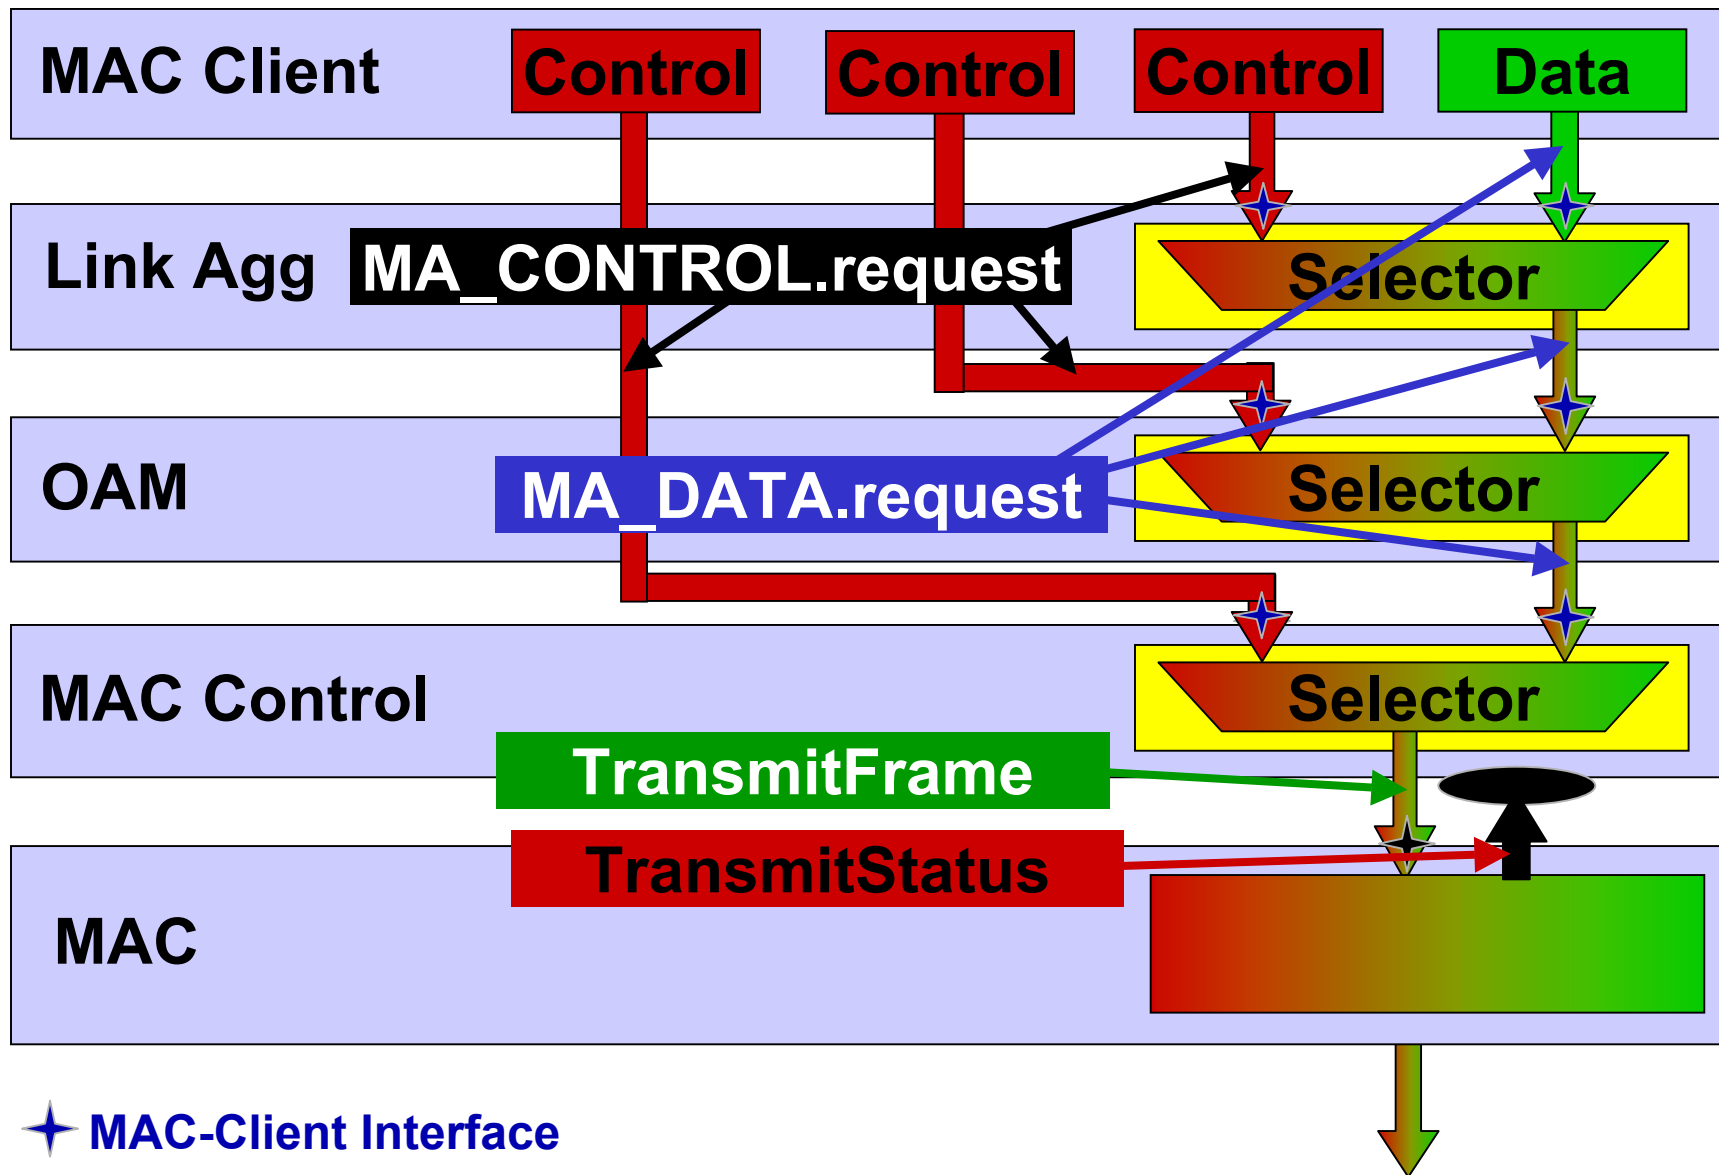 MAC Client
Control
Control
Control
Data
Link Agg
MA_CONTROL.request
Selector
OAM
MA_DATA.request
Selector
MAC Control
Selector
TransmitFrame
TransmitStatus
MAC
MAC-Client Interface